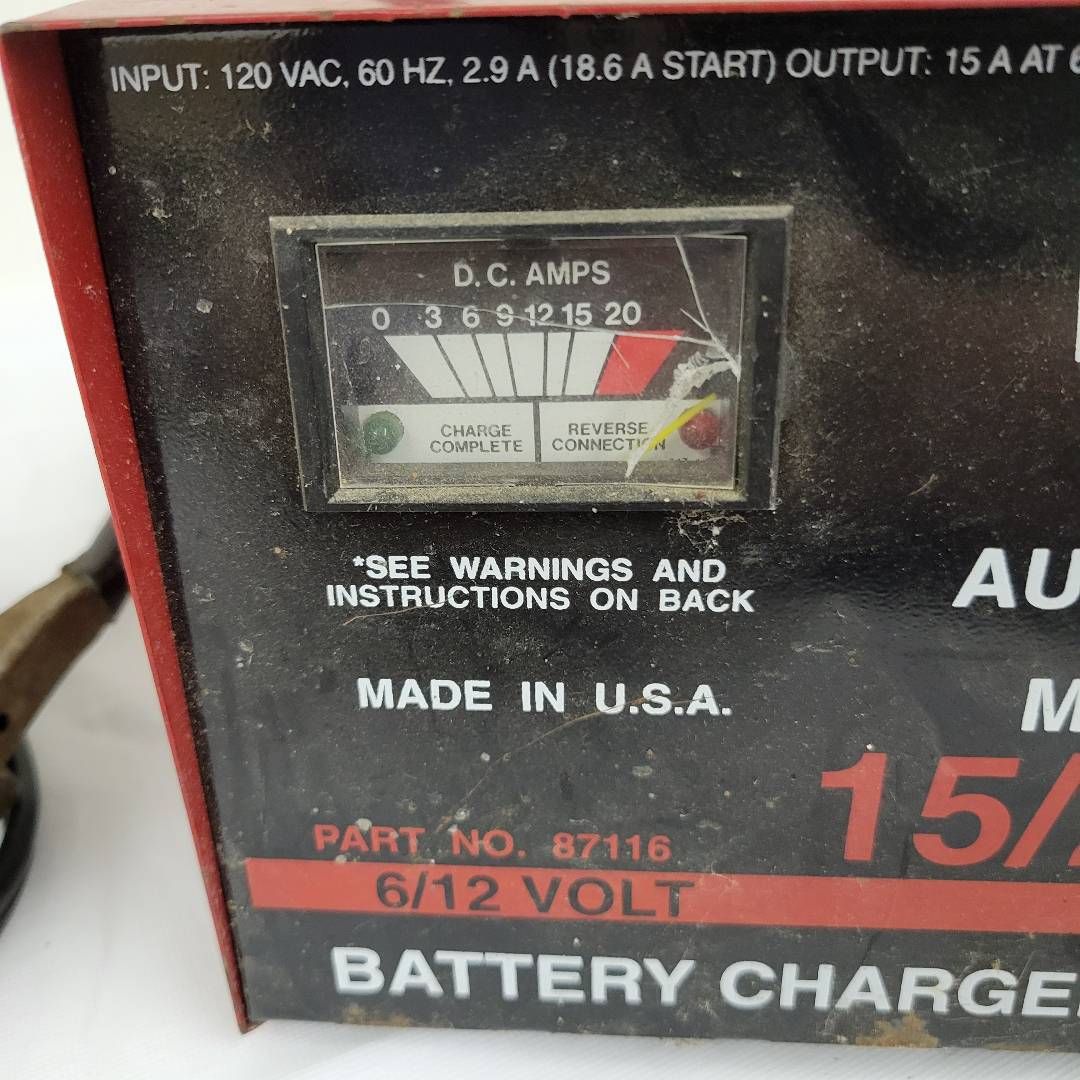 INPUT: 120 VAC, 60 HZ, 2.9 A (18.6 A START) OUTPUT: 15 A AT 6
D.C. AMPS
0 3 6 9 12 15 20
CHARGE
COMPLETE
REVERSE
CONNECTION
*SEE WARNINGS AND
INSTRUCTIONS ON BACK
AU
MADE IN U.S.A.
M
15/
PART NO. 87116
6/12 VOLT
BATTERY CHARGE